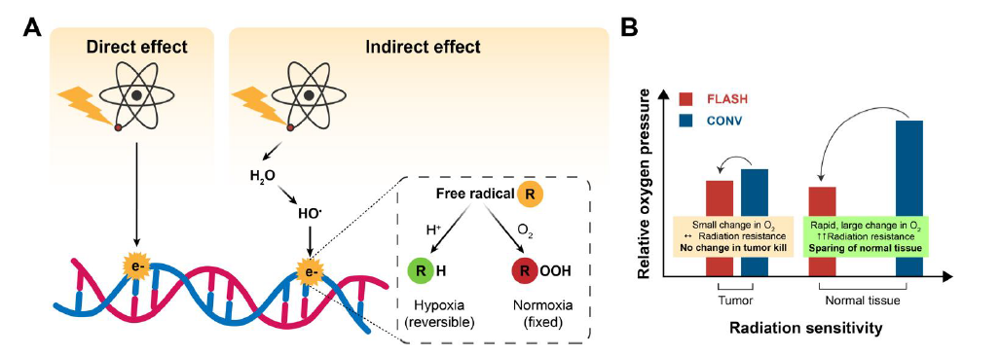 A
Direct effect
Indirect effect
H₂O
HO•
e-
e-
Free radical R
H⁺
O₂
R H
R OOH
Hypoxia
(reversible)
Normoxia
(fixed)
B
Relative oxygen pressure
FLASH
CONV
Small change in O₂
↔ Radiation resistance
No change in tumor kill
Rapid, large change in O₂
↑↑Radiation resistance
Sparing of normal tissue
Tumor
Normal tissue
Radiation sensitivity